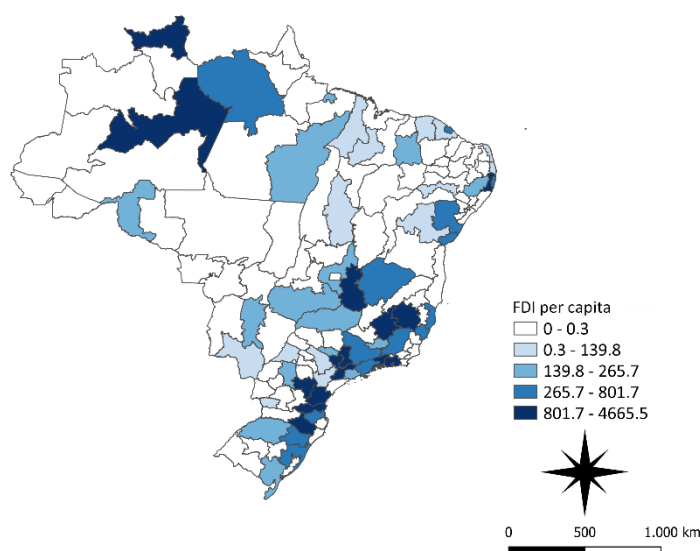 FDI per capita
0 - 0.3
0.3 - 139.8
139.8 - 265.7
265.7 - 801.7
801.7 - 4665.5
0 500 1.000 km